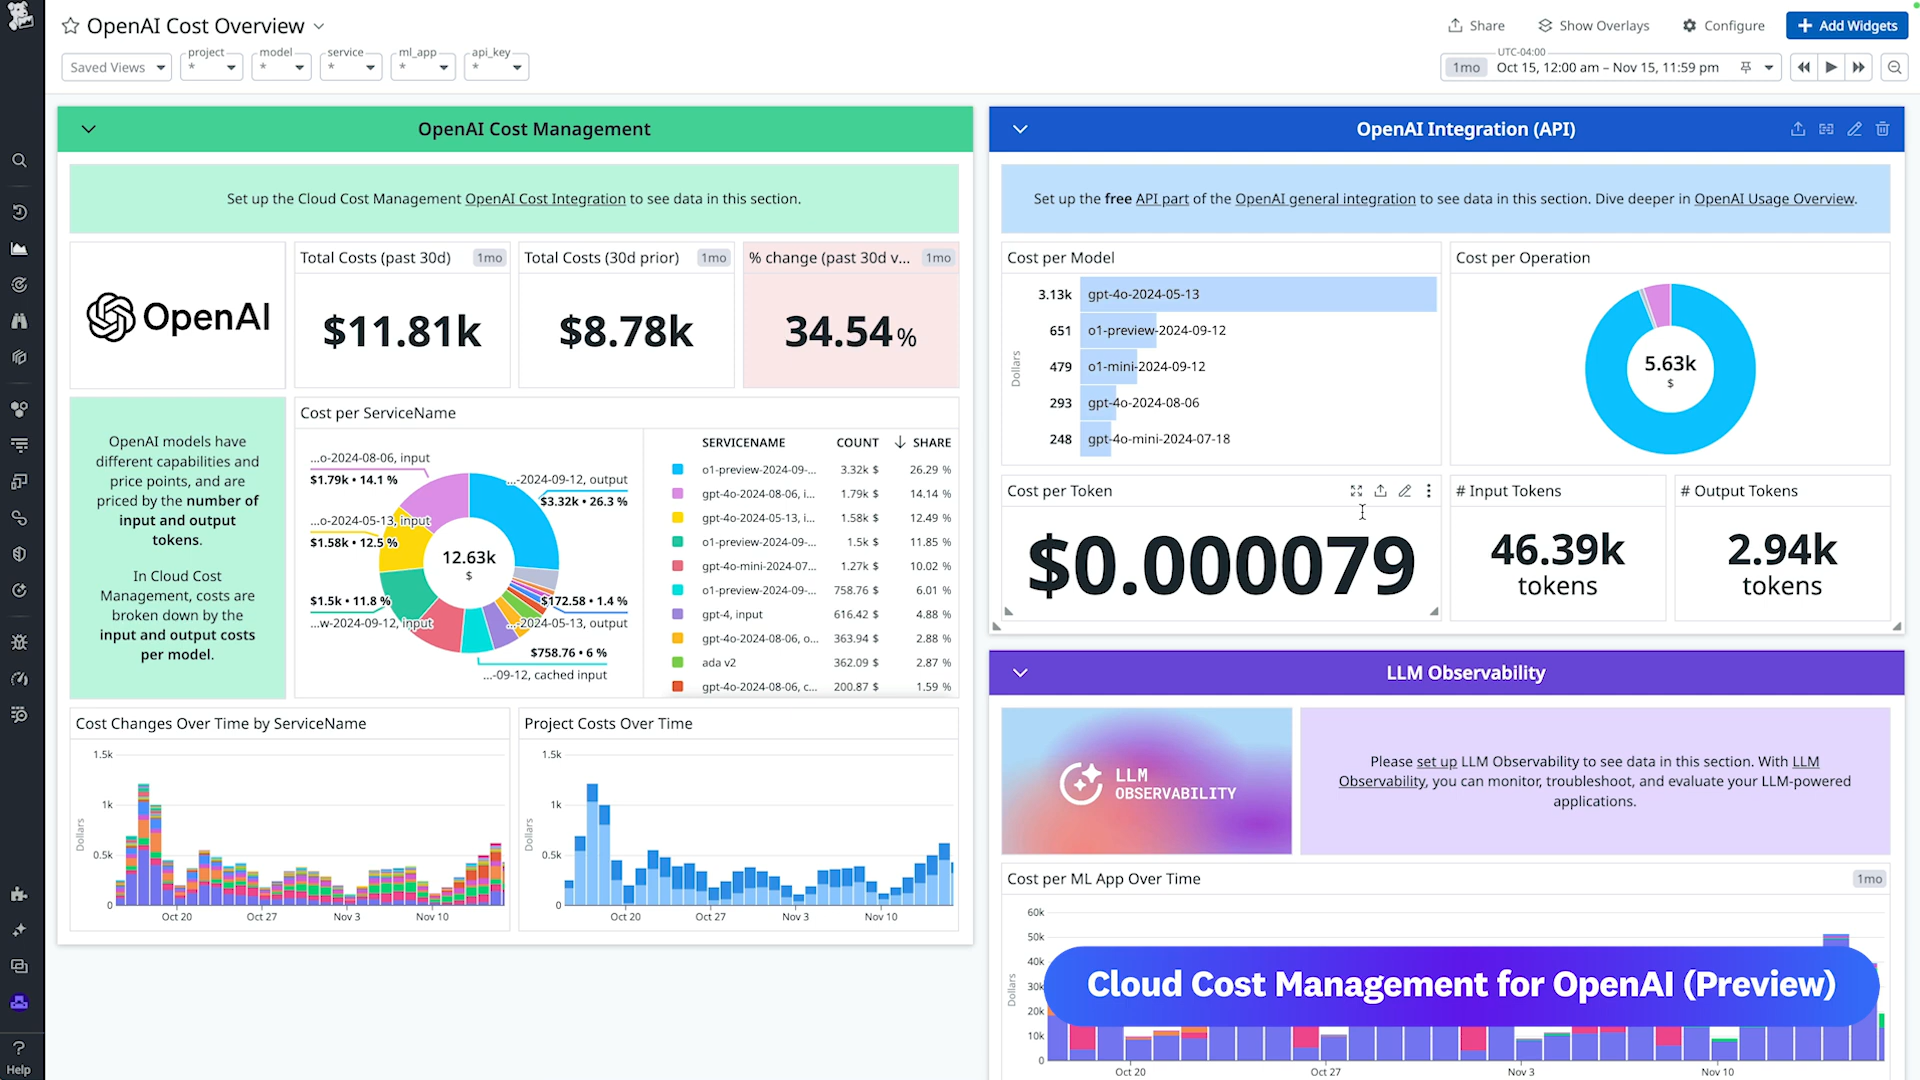 OpenAI Cost Overview
Share
Show Overlays
Configure
Add Widgets
Saved Views
project
*
model
*
service
*
ml_app
*
api_key
*
UTC-04:00
1mo Oct 15, 12:00 am – Nov 15, 11:59 pm
OpenAI Cost Management
Set up the Cloud Cost Management OpenAI Cost Integration to see data in this section.
OpenAI
Total Costs (past 30d) 1mo
$11.81k
Total Costs (30d prior) 1mo
$8.78k
% change (past 30d v... 1mo
34.54 %
OpenAI models have
different capabilities and
price points, and are
priced by the number of
input and output
tokens.
In Cloud Cost
Management, costs are
broken down by the
input and output costs
per model.
Cost per ServiceName
...o-2024-08-06, input
$1.79k • 14.1 %
...-2024-09-12, output
$3.32k • 26.3 %
...o-2024-05-13, input
$1.58k • 12.5 %
12.63k
$
$1.5k • 11.8 %
...w-2024-09-12, input
$172.58 • 1.4 %
...-2024-05-13, output
$758.76 • 6 %
...-09-12, cached input
SERVICENAME COUNT SHARE
o1-preview-2024-09-... 3.32k $ 26.29 %
gpt-4o-2024-08-06, i... 1.79k $ 14.14 %
gpt-4o-2024-05-13, i... 1.58k $ 12.49 %
o1-preview-2024-09-... 1.5k $ 11.85 %
gpt-4o-mini-2024-07... 1.27k $ 10.02 %
o1-preview-2024-09-... 758.76 $ 6.01 %
gpt-4, input 616.42 $ 4.88 %
gpt-4o-2024-08-06, o... 363.94 $ 2.88 %
ada v2 362.09 $ 2.87 %
gpt-4o-2024-08-06, c... 200.87 $ 1.59 %
Cost Changes Over Time by ServiceName
Dollars
1.5k
1k
0.5k
0
Oct 20 Oct 27 Nov 3 Nov 10
Project Costs Over Time
Dollars
1.5k
1k
0.5k
0
Oct 20 Oct 27 Nov 3 Nov 10
OpenAI Integration (API)
Set up the free API part of the OpenAI general integration to see data in this section. Dive deeper in OpenAI Usage Overview.
Cost per Model
Dollars
3.13k gpt-4o-2024-05-13
651 o1-preview-2024-09-12
479 o1-mini-2024-09-12
293 gpt-4o-2024-08-06
248 gpt-4o-mini-2024-07-18
Cost per Operation
5.63k
$
Cost per Token
$0.000079
# Input Tokens
46.39k
tokens
# Output Tokens
2.94k
tokens
LLM Observability
LLM
OBSERVABILITY
Please set up LLM Observability to see data in this section. With LLM
Observability, you can monitor, troubleshoot, and evaluate your LLM-powered
applications.
Cost per ML App Over Time 1mo
Dollars
60k
50k
40k
30k
20k
10k
0
Oct 20 Oct 27 Nov 3 Nov 10
Cloud Cost Management for OpenAI (Preview)
Help